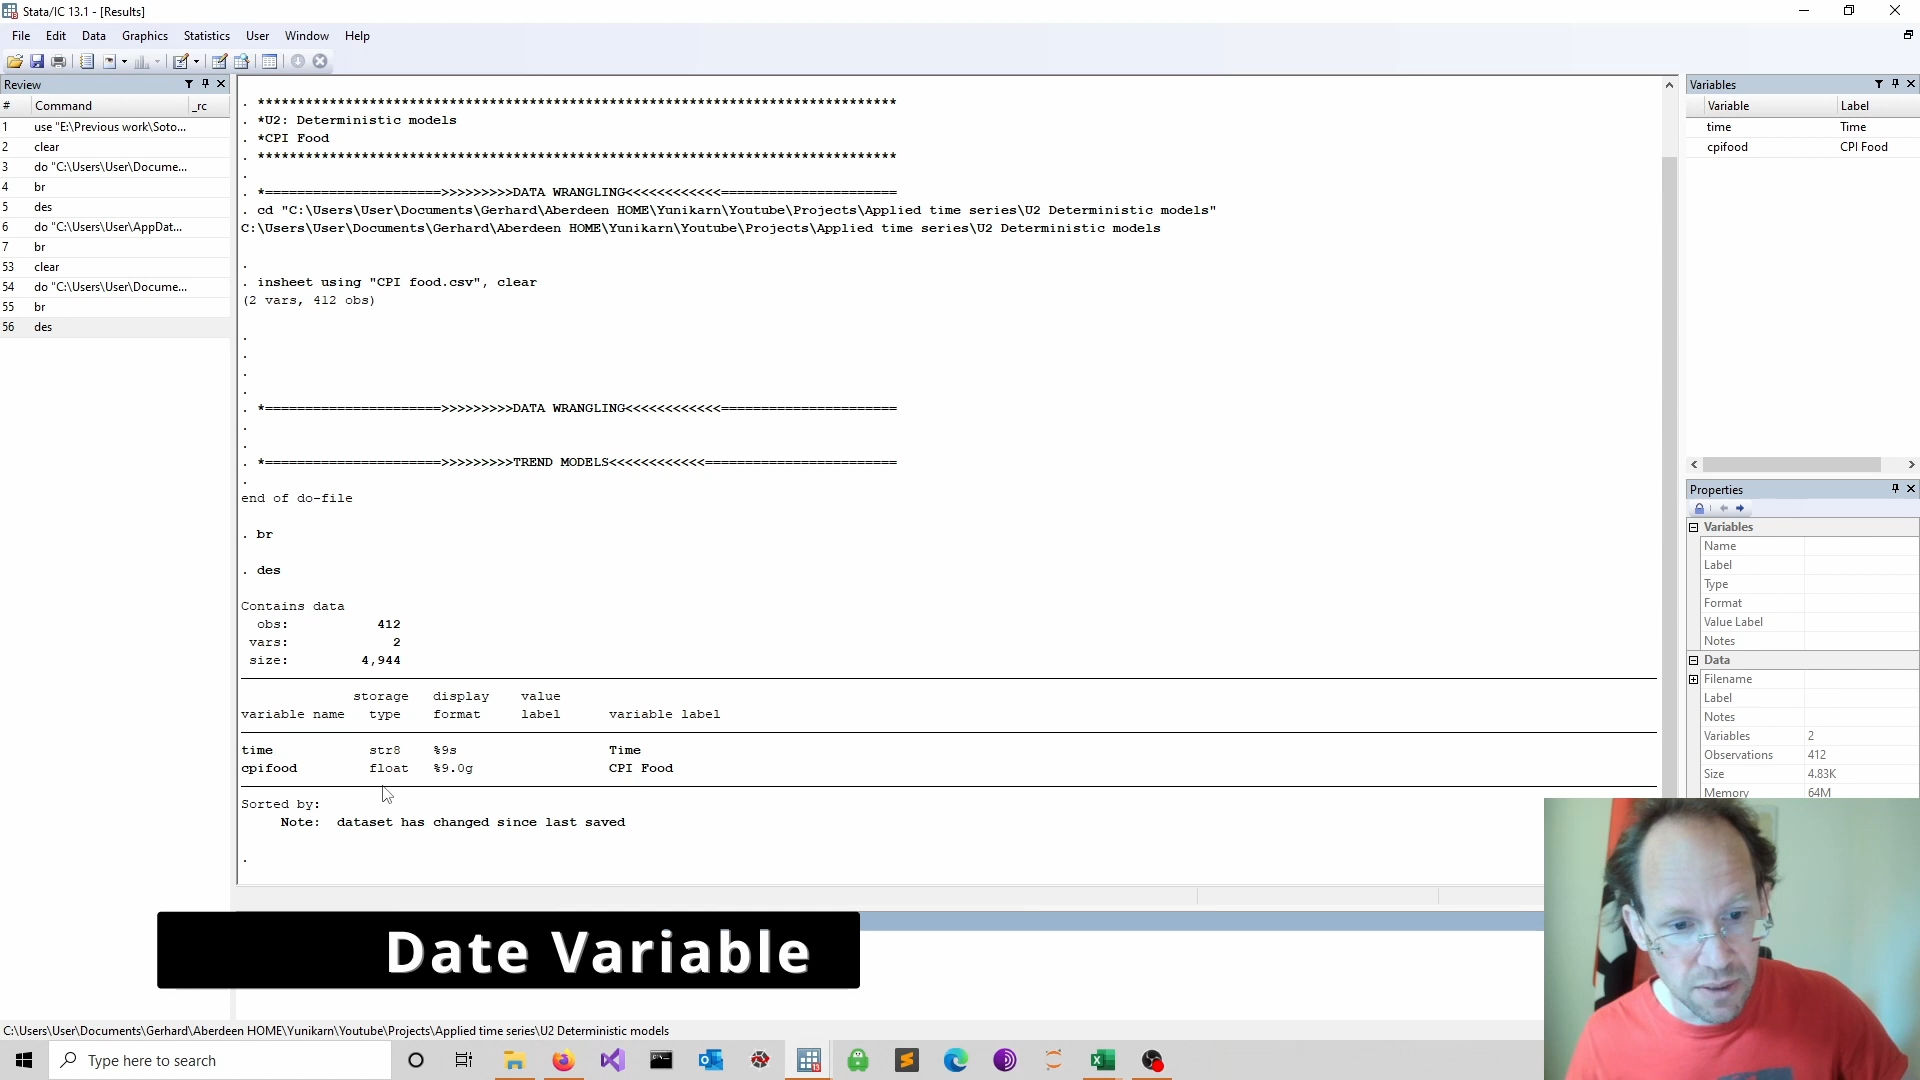 Stata/IC 13.1 - [Results]
File Edit Data Graphics Statistics User Window Help
Review
# Command _rc
1 use "E:\Previous work\Soto...
2 clear
3 do "C:\Users\User\Docume...
4 br
5 des
6 do "C:\Users\User\AppDat...
7 br
53 clear
54 do "C:\Users\User\Docume...
55 br
56 des
. ********************************************************************************
. *U2: Deterministic models
. *CPI Food
. ********************************************************************************
.
. *======================>>>>>>>>>DATA WRANGLING<<<<<<<<<<<<======================
. cd "C:\Users\User\Documents\Gerhard\Aberdeen HOME\Yunikarn\Youtube\Projects\Applied time series\U2 Deterministic models"
C:\Users\User\Documents\Gerhard\Aberdeen HOME\Yunikarn\Youtube\Projects\Applied time series\U2 Deterministic models
.
. insheet using "CPI food.csv", clear
(2 vars, 412 obs)
.
.
.
.
. *======================>>>>>>>>>DATA WRANGLING<<<<<<<<<<<<======================
.
.
. *======================>>>>>>>>>TREND MODELS<<<<<<<<<<<<========================
.
end of do-file
. br
. des
Contains data
obs: 412
vars: 2
size: 4,944
storage display value
variable name type format label variable label
time str8 %9s Time
cpifood float %9.0g CPI Food
Sorted by:
Note: dataset has changed since last saved
.
Variables
Variable Label
time Time
cpifood CPI Food
Properties
Variables
Name
Label
Type
Format
Value Label
Notes
Data
Filename
Label
Notes
Variables 2
Observations 412
Size 4.83K
Memory 64M
Date Variable
C:\Users\User\Documents\Gerhard\Aberdeen HOME\Yunikarn\Youtube\Projects\Applied time series\U2 Deterministic models
Type here to search